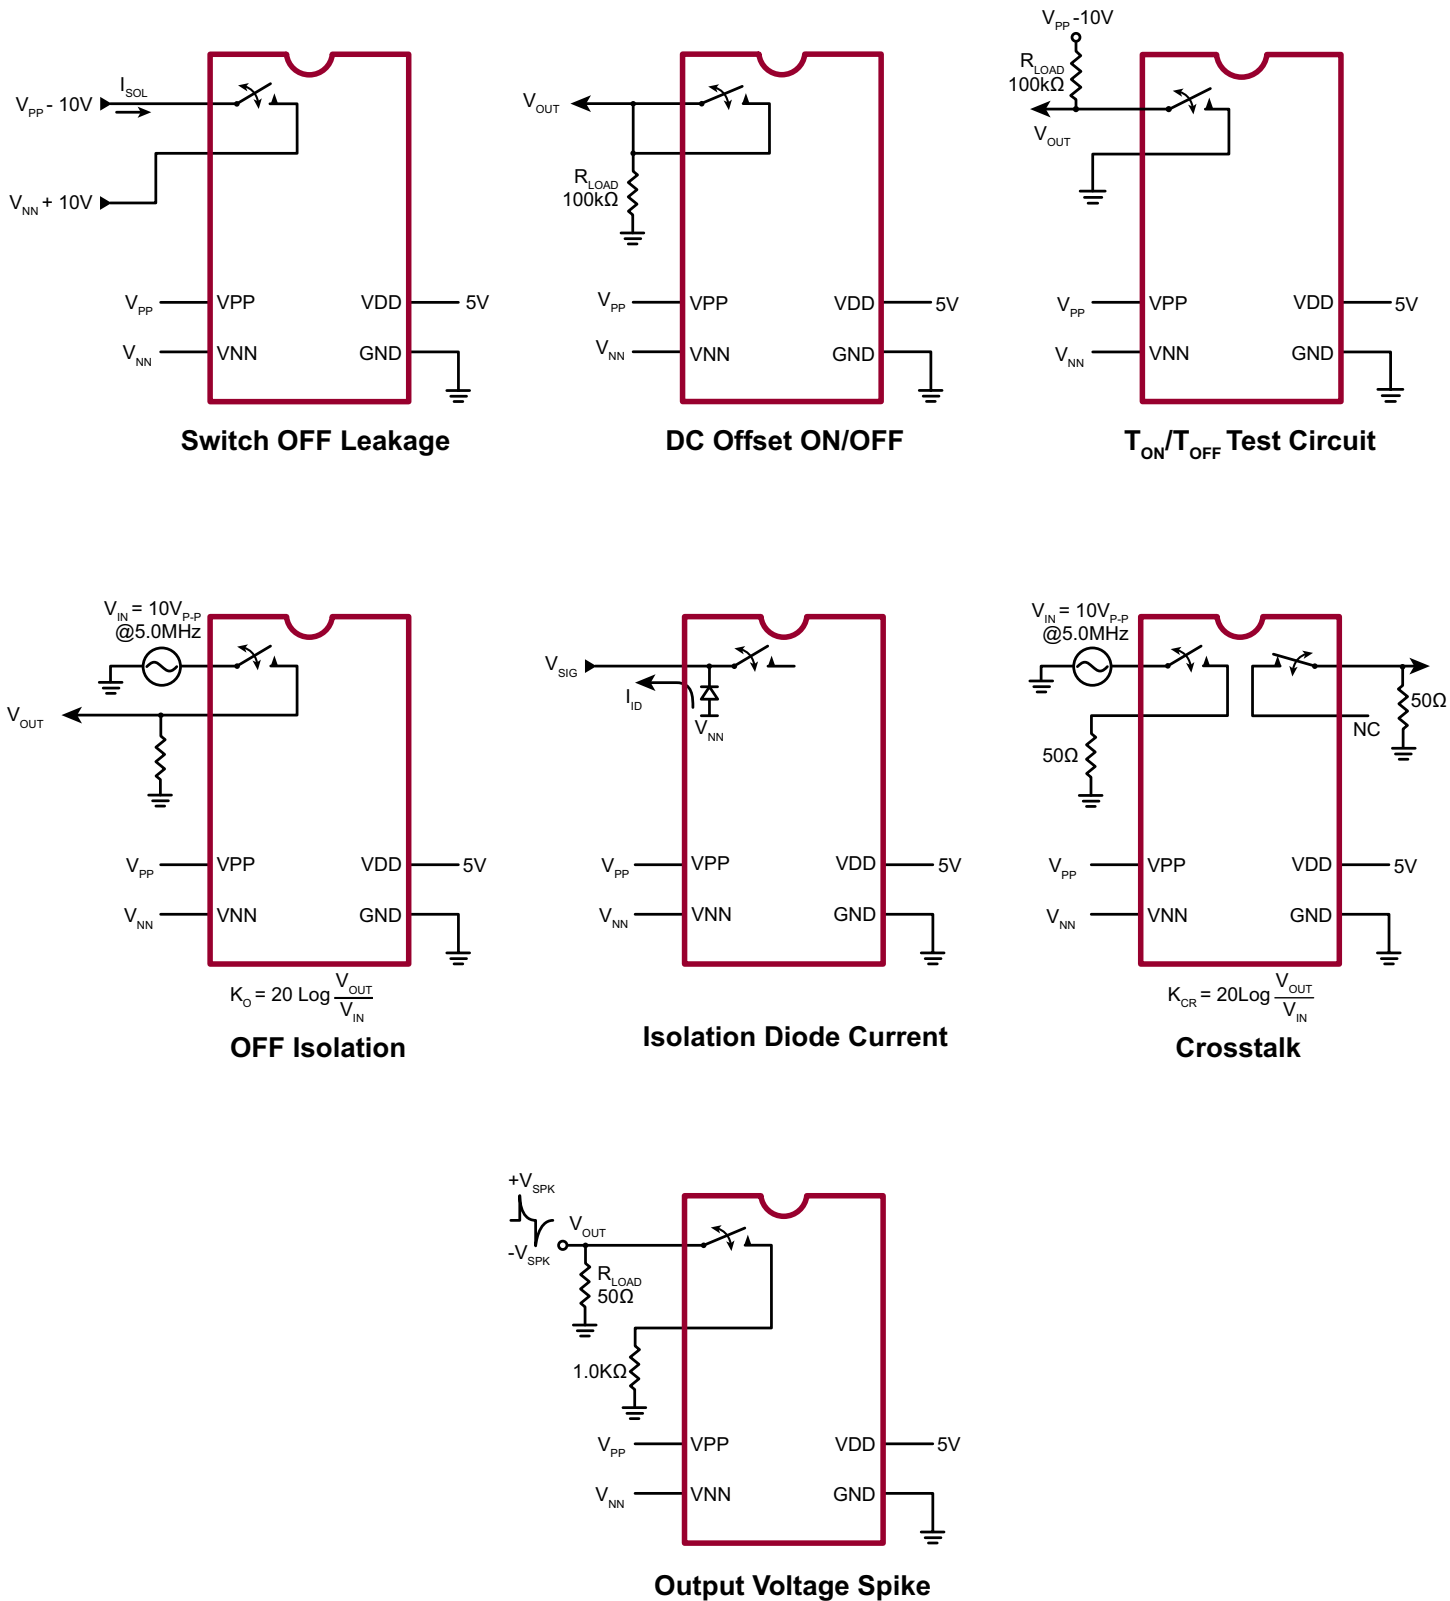 V_PP - 10V
I_SOL
V_NN + 10V
V_PP
VPP
VDD
5V
V_NN
VNN
GND
Switch OFF Leakage
V_OUT
R_LOAD
100kΩ
V_PP
VPP
VDD
5V
V_NN
VNN
GND
DC Offset ON/OFF
V_PP -10V
R_LOAD
100kΩ
V_OUT
V_PP
VPP
VDD
5V
V_NN
VNN
GND
T_ON/T_OFF Test Circuit
V_IN = 10V_P-P
@5.0MHz
V_OUT
V_PP
VPP
VDD
5V
V_NN
VNN
GND
K_O = 20 Log V_OUT
V_IN
OFF Isolation
V_SIG
I_ID
V_NN
V_PP
VPP
VDD
5V
V_NN
VNN
GND
Isolation Diode Current
V_IN = 10V_P-P
@5.0MHz
50Ω
NC
50Ω
V_PP
VPP
VDD
5V
V_NN
VNN
GND
K_CR = 20Log V_OUT
V_IN
Crosstalk
+V_SPK
V_OUT
-V_SPK
R_LOAD
50Ω
1.0KΩ
V_PP
VPP
VDD
5V
V_NN
VNN
GND
Output Voltage Spike